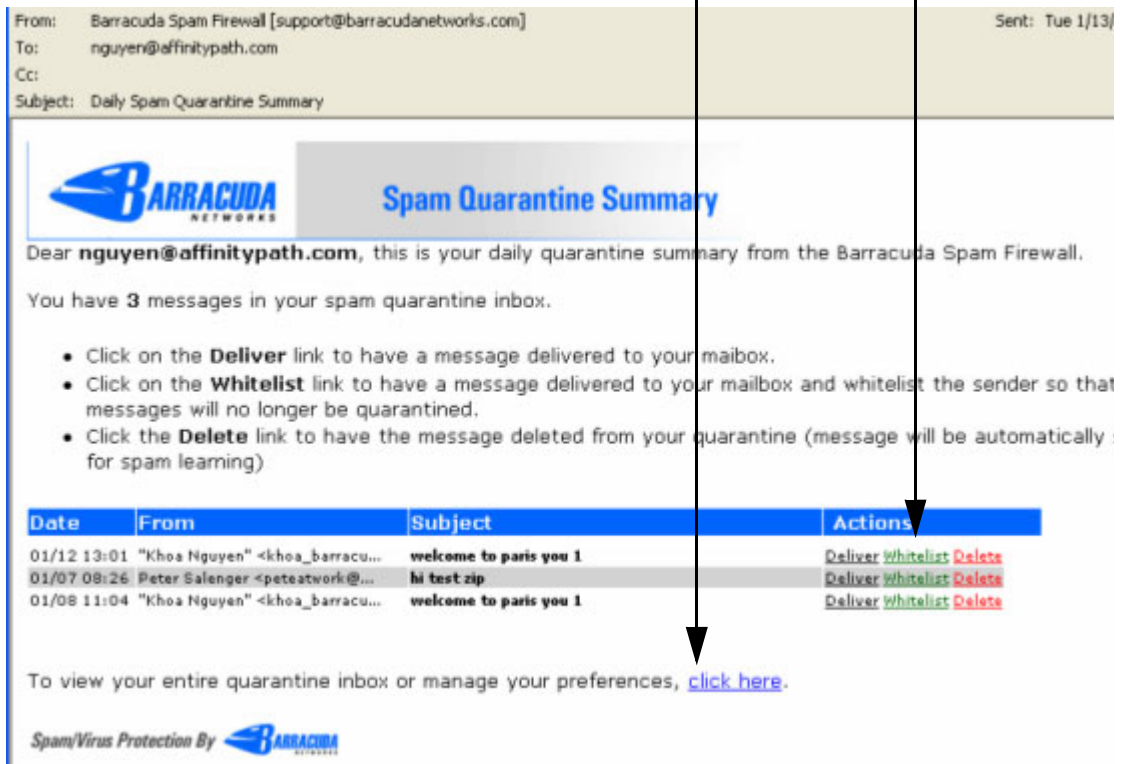 From: Barracuda Spam Firewall [support@barracudanetworks.com] Sent: Tue 1/13/
To: nguyen@affinitypath.com
Cc:
Subject: Daily Spam Quarantine Summary
BARRACUDA
NETWORKS
Spam Quarantine Summary
Dear nguyen@affinitypath.com, this is your daily quarantine summary from the Barracuda Spam Firewall.
You have 3 messages in your spam quarantine inbox.
• Click on the Deliver link to have a message delivered to your maibox.
• Click on the Whitelist link to have a message delivered to your mailbox and whitelist the sender so that
messages will no longer be quarantined.
• Click the Delete link to have the message deleted from your quarantine (message will be automatically
for spam learning)
Date From Subject Actions
01/12 13:01 "Khoa Nguyen" <khoa_barracu... welcome to paris you 1 Deliver Whitelist Delete
01/07 08:26 Peter Salenger <peteatwork@... hi test zip Deliver Whitelist Delete
01/08 11:04 "Khoa Nguyen" <khoa_barracu... welcome to paris you 1 Deliver Whitelist Delete
To view your entire quarantine inbox or manage your preferences, click here.
Spam/Virus Protection By BARRACUDA
NETWORKS